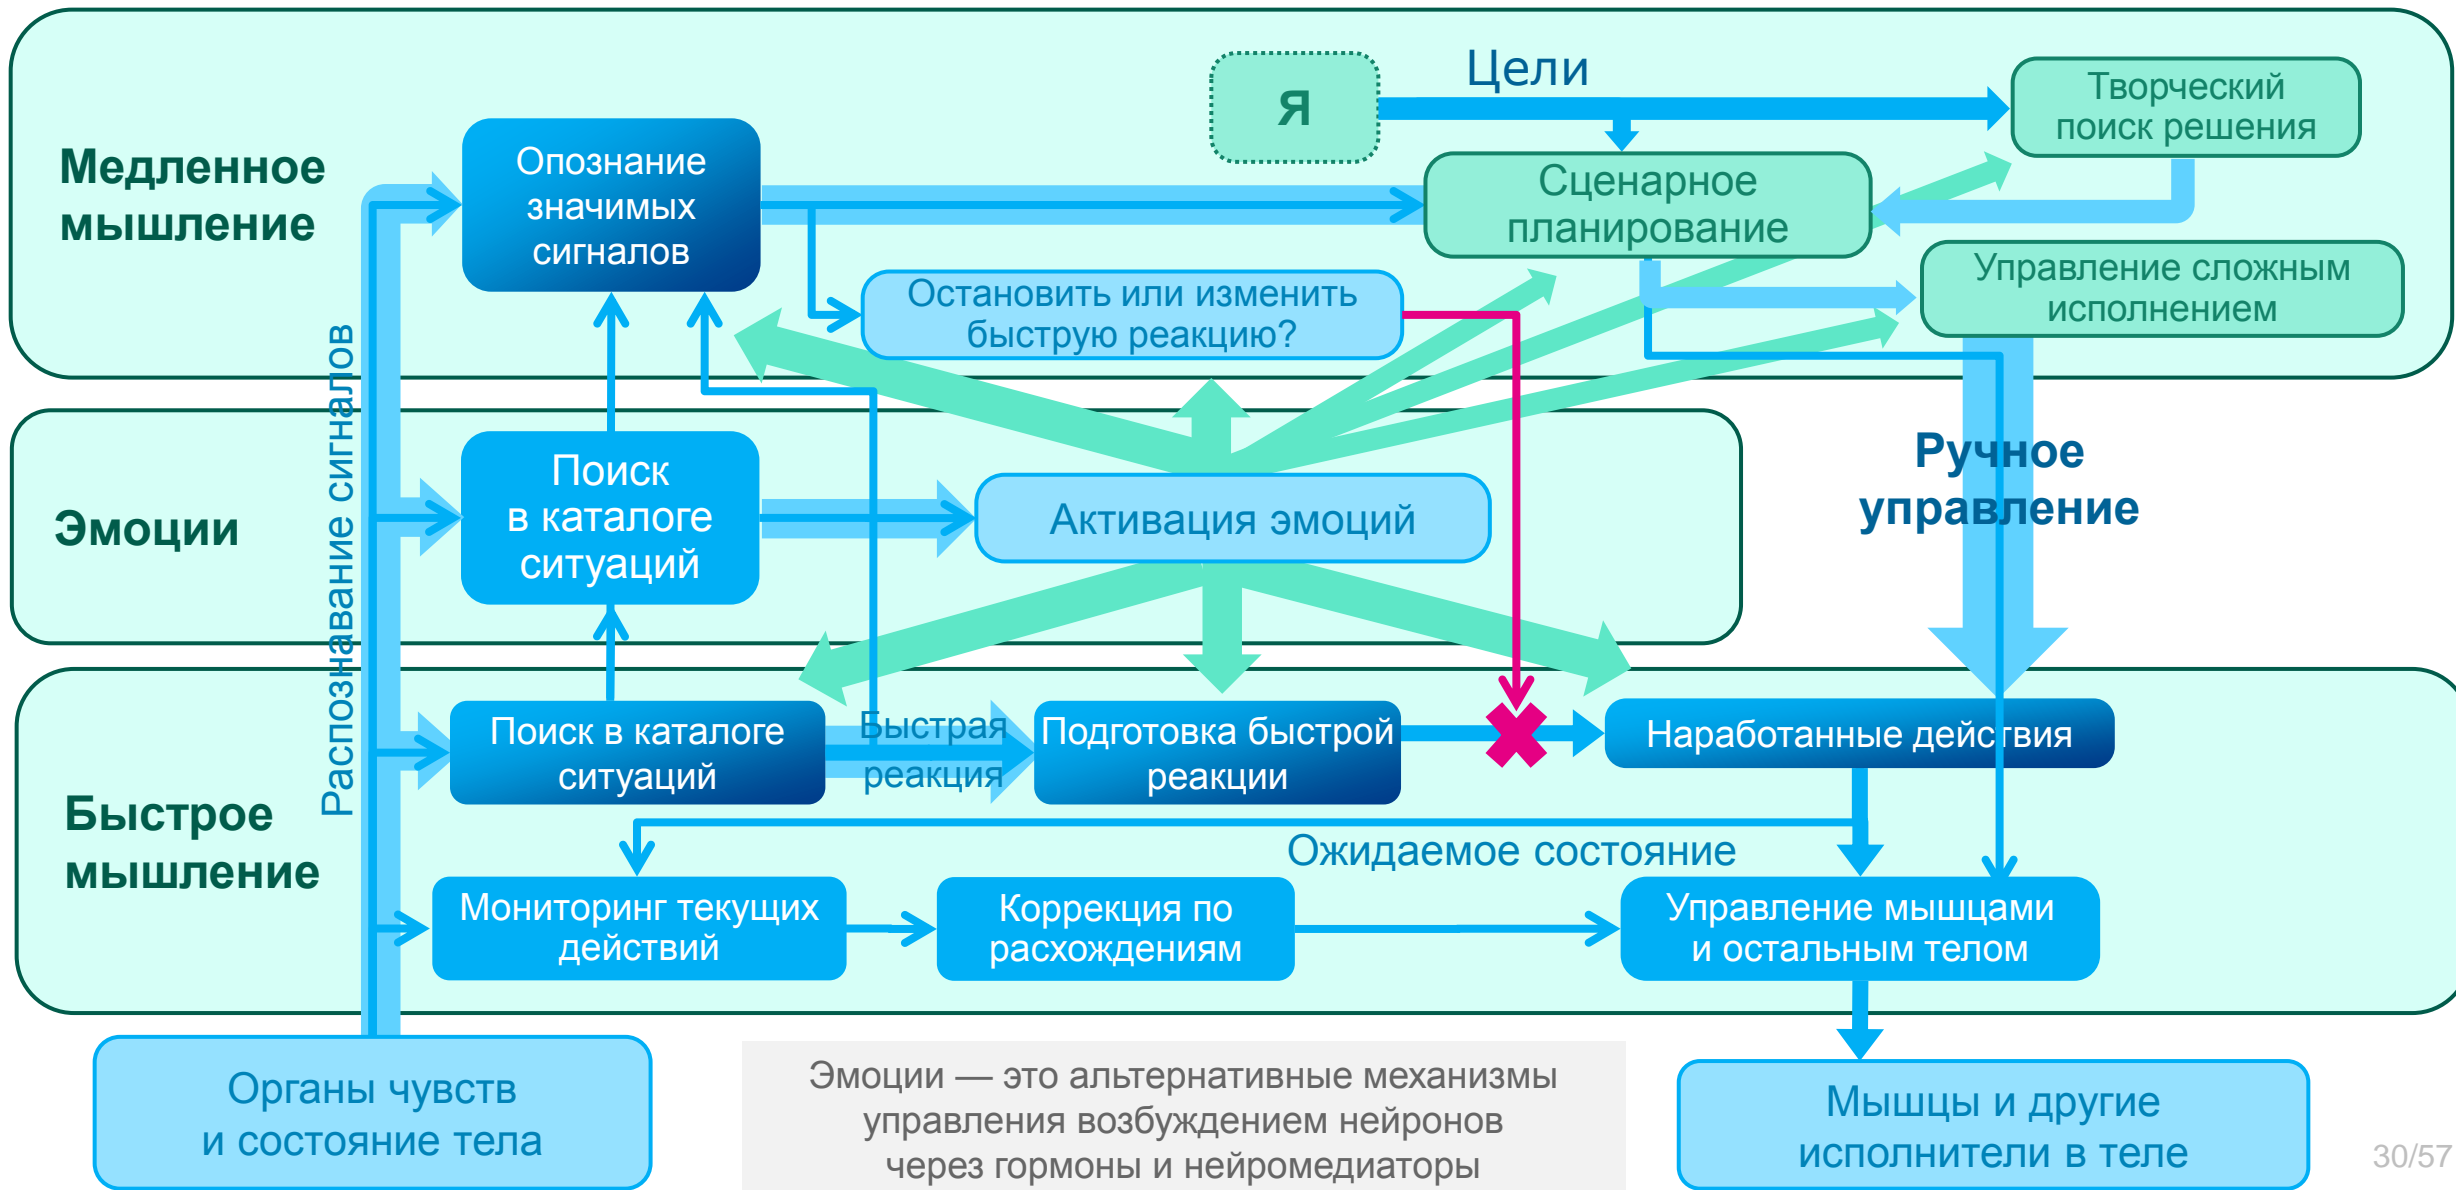 Я
Цели
Творческий
поиск решения
Медленное
мышление
Опознание
значимых
сигналов
Сценарное
планирование
Остановить или изменить
быструю реакцию?
Управление сложным
исполнением
Распознавание сигналов
Эмоции
Поиск
в каталоге
ситуаций
Активация эмоций
Ручное
управление
Быстрое
мышление
Поиск в каталоге
ситуаций
Быстрая
реакция
Подготовка быстрой
реакции
Наработанные действия
Ожидаемое состояние
Мониторинг текущих
действий
Коррекция по
расхождениям
Управление мышцами
и остальным телом
Органы чувств
и состояние тела
Эмоции — это альтернативные механизмы
управления возбуждением нейронов
через гормоны и нейромедиаторы
Мышцы и другие
исполнители в теле
30/57